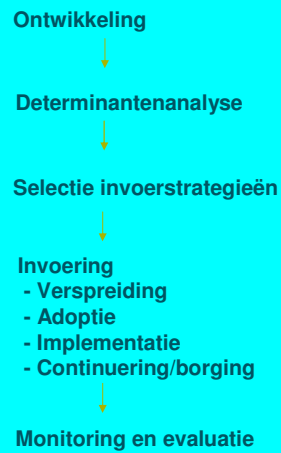 Ontwikkeling
Determinantenanalyse
Selectie invoerstrategieën
Invoering
- Verspreiding
- Adoptie
- Implementatie
- Continuering/borging
Monitoring en evaluatie